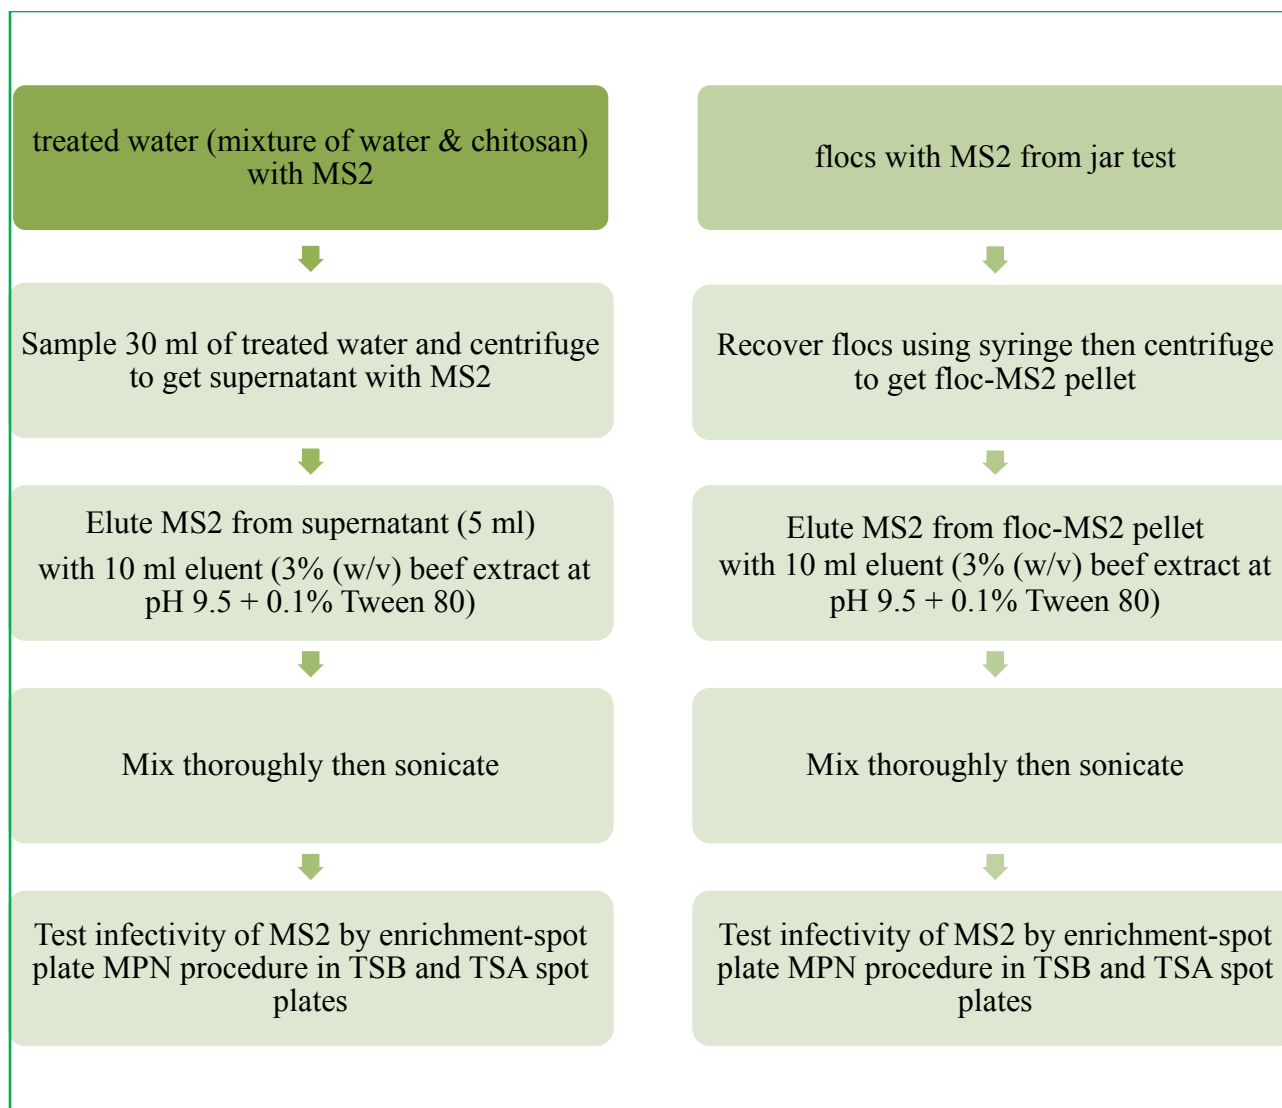 treated water (mixture of water & chitosan)
with MS2
Sample 30 ml of treated water and centrifuge
to get supernatant with MS2
Elute MS2 from supernatant (5 ml)
with 10 ml eluent (3% (w/v) beef extract at
pH 9.5 + 0.1% Tween 80)
Mix thoroughly then sonicate
Test infectivity of MS2 by enrichment-spot
plate MPN procedure in TSB and TSA spot
plates
flocs with MS2 from jar test
Recover flocs using syringe then centrifuge
to get floc-MS2 pellet
Elute MS2 from floc-MS2 pellet
with 10 ml eluent (3% (w/v) beef extract at
pH 9.5 + 0.1% Tween 80)
Mix thoroughly then sonicate
Test infectivity of MS2 by enrichment-spot
plate MPN procedure in TSB and TSA spot
plates